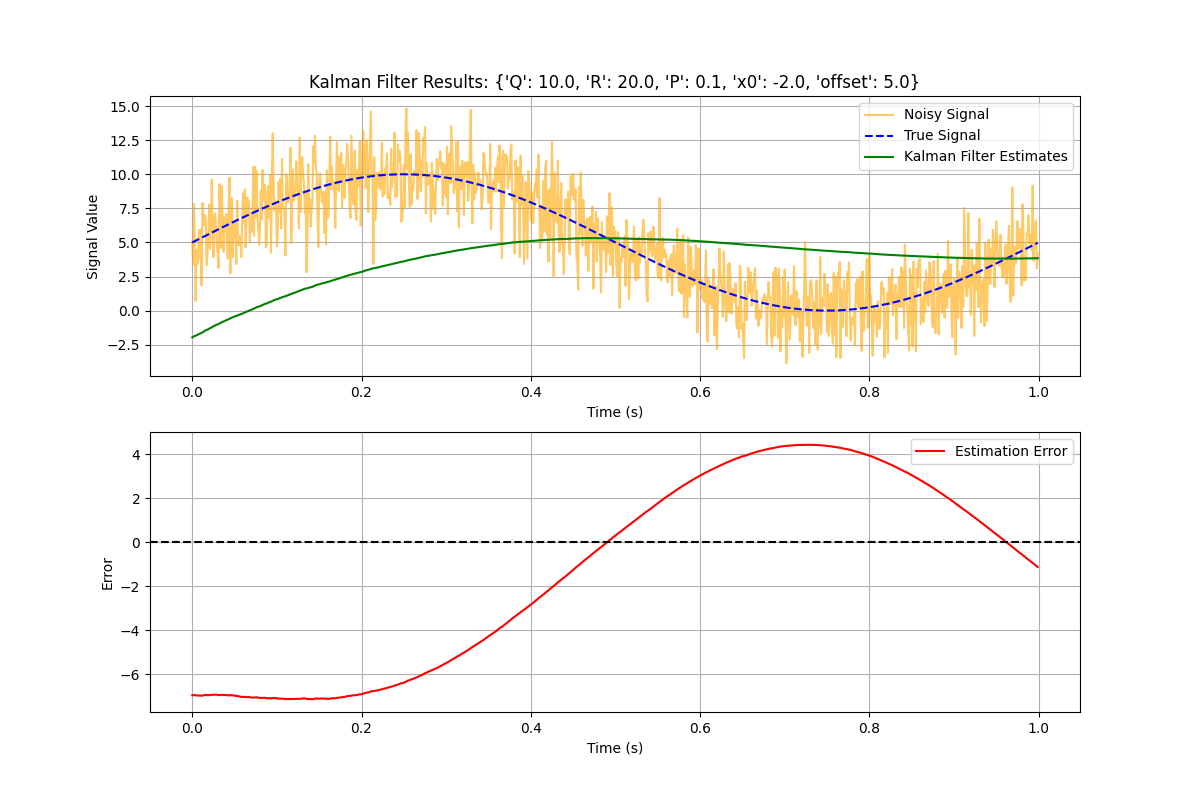 Kalman Filter Results: {'Q': 10.0, 'R': 20.0, 'P': 0.1, 'x0': -2.0, 'offset': 5.0}
15.0
12.5
10.0
7.5
5.0
2.5
0.0
−2.5
Signal Value
Noisy Signal
True Signal
Kalman Filter Estimates
0.0 0.2 0.4 0.6 0.8 1.0
Time (s)
4
2
0
−2
−4
−6
Error
Estimation Error
0.0 0.2 0.4 0.6 0.8 1.0
Time (s)